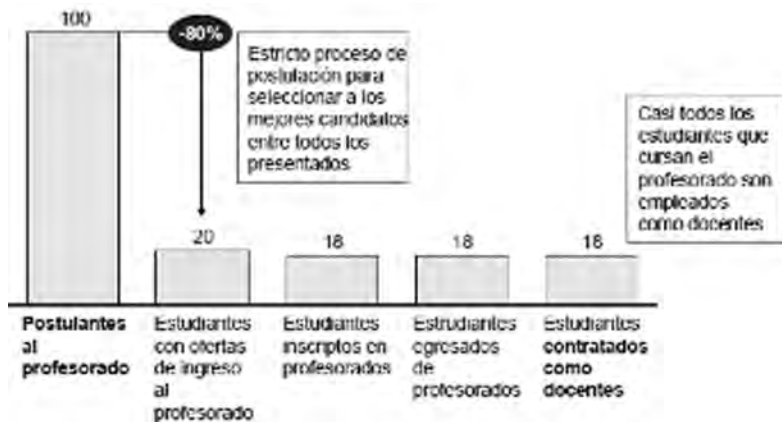 100
-80%
Estricto proceso de
postulación para
seleccionar a los
mejores candidatos
entre todos los
presentados
Casi todos los
estudiantes que
cursan el
profesorado son
empleados
como docentes
20
18
18
18
Postulantes
al
profesorado
Estudiantes
con ofertas
de ingreso
al
profesorado
Estudiantes
inscriptos en
profesorados
Estrudiantes
egresados
de
profesorados
Estudiantes
contratados
como
docentes